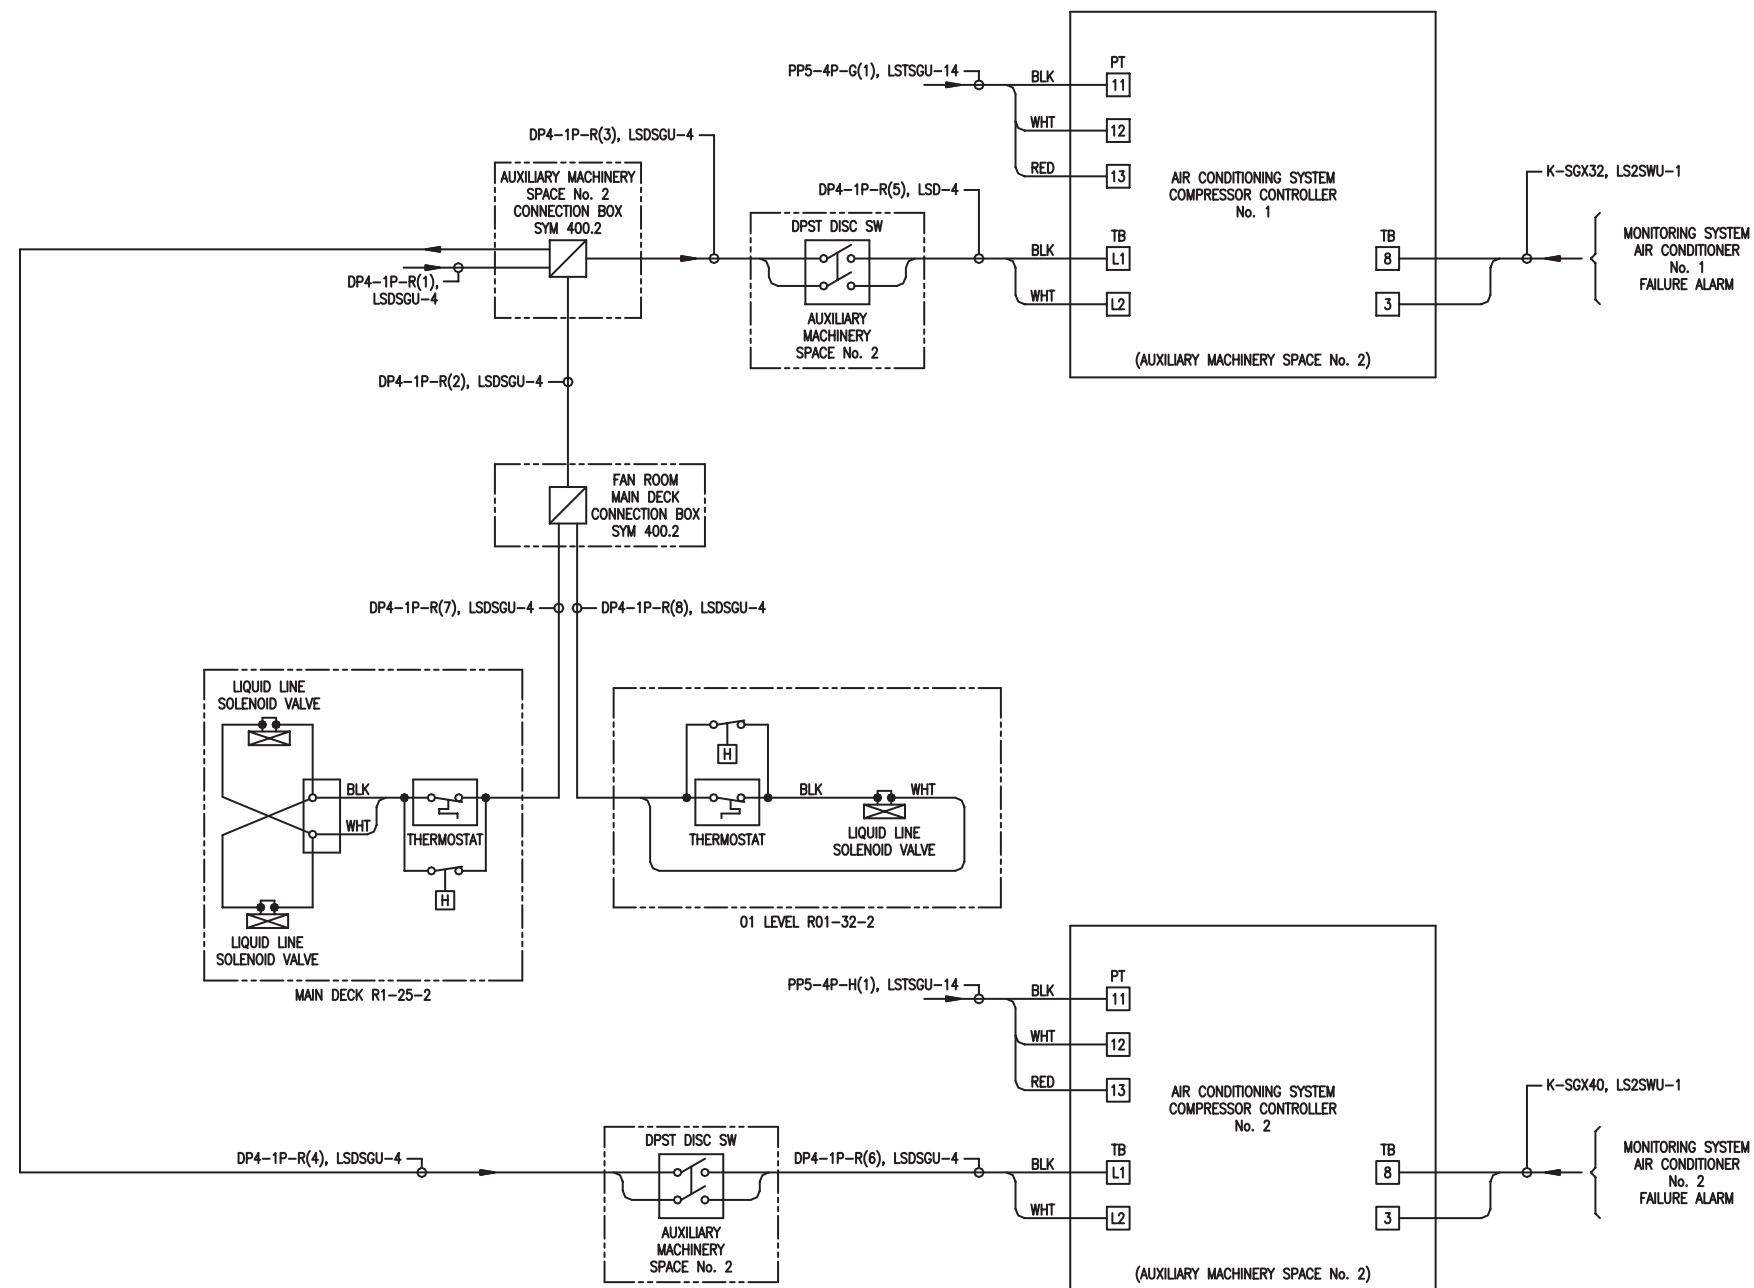 PP5-4P-G(1), LSTSGU-14
BLK
PT
11
WHT
12
RED
13
AIR CONDITIONING SYSTEM
COMPRESSOR CONTROLLER
No. 1
K-SGX32, LS2SWU-1
DP4-1P-R(3), LSDSGU-4
AUXILIARY MACHINERY
SPACE No. 2
CONNECTION BOX
SYM 400.2
DP4-1P-R(5), LSD-4
DPST DISC SW
BLK
TB
L1
WHT
L2
TB
8
3
MONITORING SYSTEM
AIR CONDITIONER
No. 1
FAILURE ALARM
DP4-1P-R(1),
LSDSGU-4
AUXILIARY
MACHINERY
SPACE No. 2
(AUXILIARY MACHINERY SPACE No. 2)
DP4-1P-R(2), LSDSGU-4
FAN ROOM
MAIN DECK
CONNECTION BOX
SYM 400.2
DP4-1P-R(7), LSDSGU-4
DP4-1P-R(8), LSDSGU-4
LIQUID LINE
SOLENOID VALVE
BLK
WHT
THERMOSTAT
H
LIQUID LINE
SOLENOID VALVE
MAIN DECK R1-25-2
H
BLK
WHT
THERMOSTAT
LIQUID LINE
SOLENOID VALVE
01 LEVEL R01-32-2
PP5-4P-H(1), LSTSGU-14
BLK
PT
11
WHT
12
RED
13
AIR CONDITIONING SYSTEM
COMPRESSOR CONTROLLER
No. 2
K-SGX40, LS2SWU-1
DP4-1P-R(4), LSDSGU-4
DPST DISC SW
AUXILIARY
MACHINERY
SPACE No. 2
DP4-1P-R(6), LSDSGU-4
BLK
TB
L1
WHT
L2
TB
8
3
MONITORING SYSTEM
AIR CONDITIONER
No. 2
FAILURE ALARM
(AUXILIARY MACHINERY SPACE No. 2)